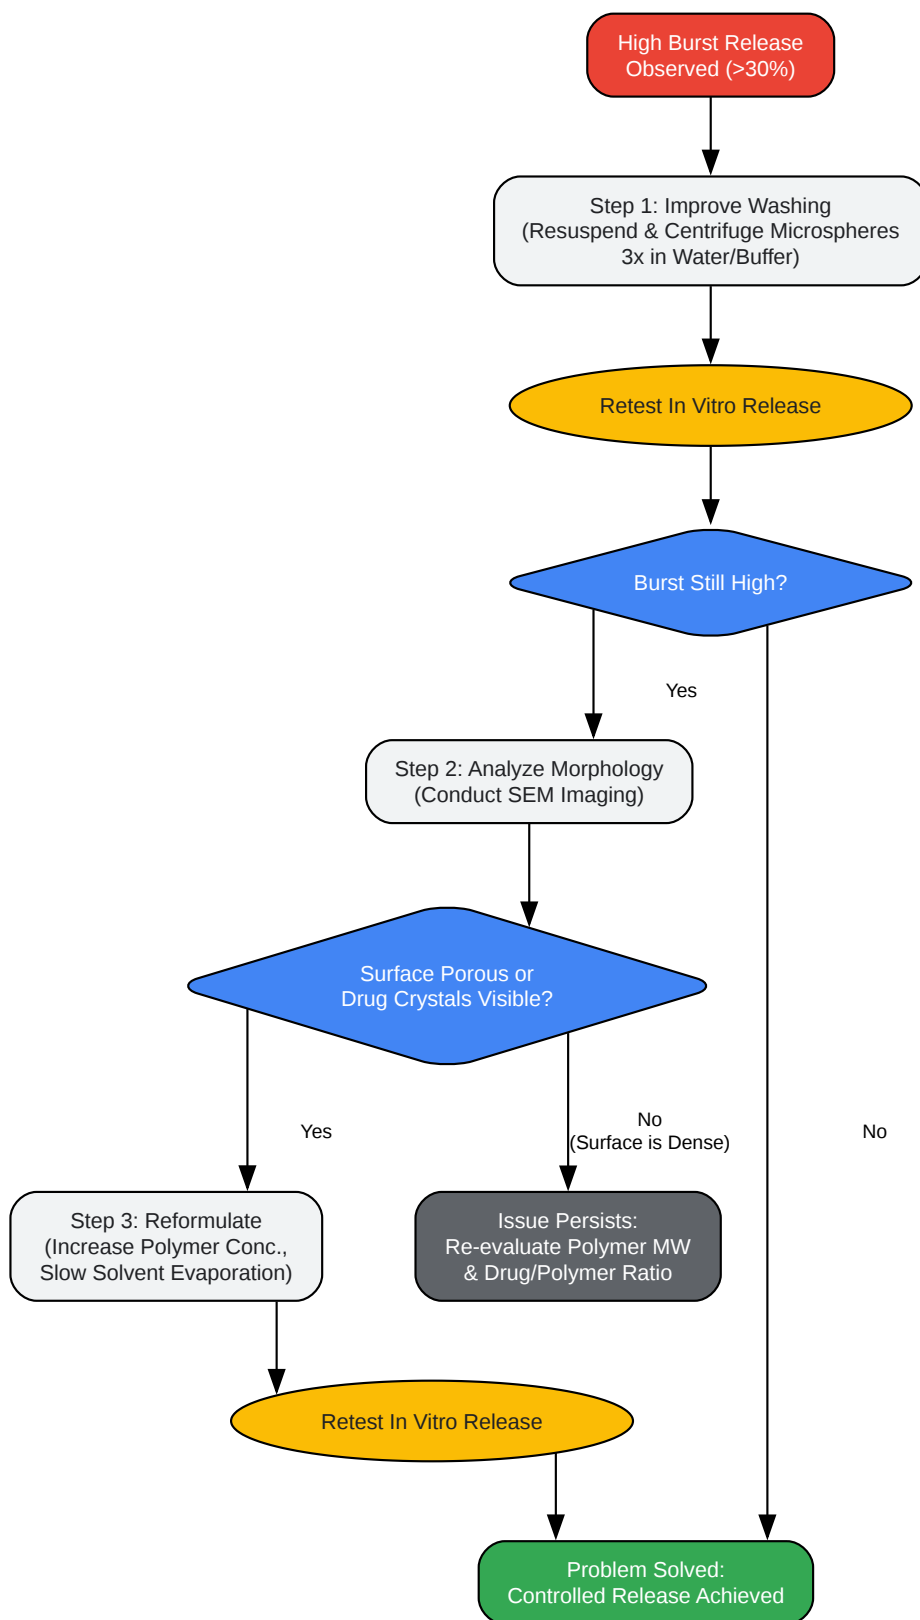 High Burst Release
Observed (>30%)
Step 1: Improve Washing
(Resuspend & Centrifuge Microspheres
3x in Water/Buffer)
Retest In Vitro Release
Burst Still High?
Yes
Step 2: Analyze Morphology
(Conduct SEM Imaging)
Surface Porous or
Drug Crystals Visible?
Yes
No
(Surface is Dense)
No
Step 3: Reformulate
(Increase Polymer Conc.,
Slow Solvent Evaporation)
Issue Persists:
Re-evaluate Polymer MW
& Drug/Polymer Ratio
Retest In Vitro Release
Problem Solved:
Controlled Release Achieved